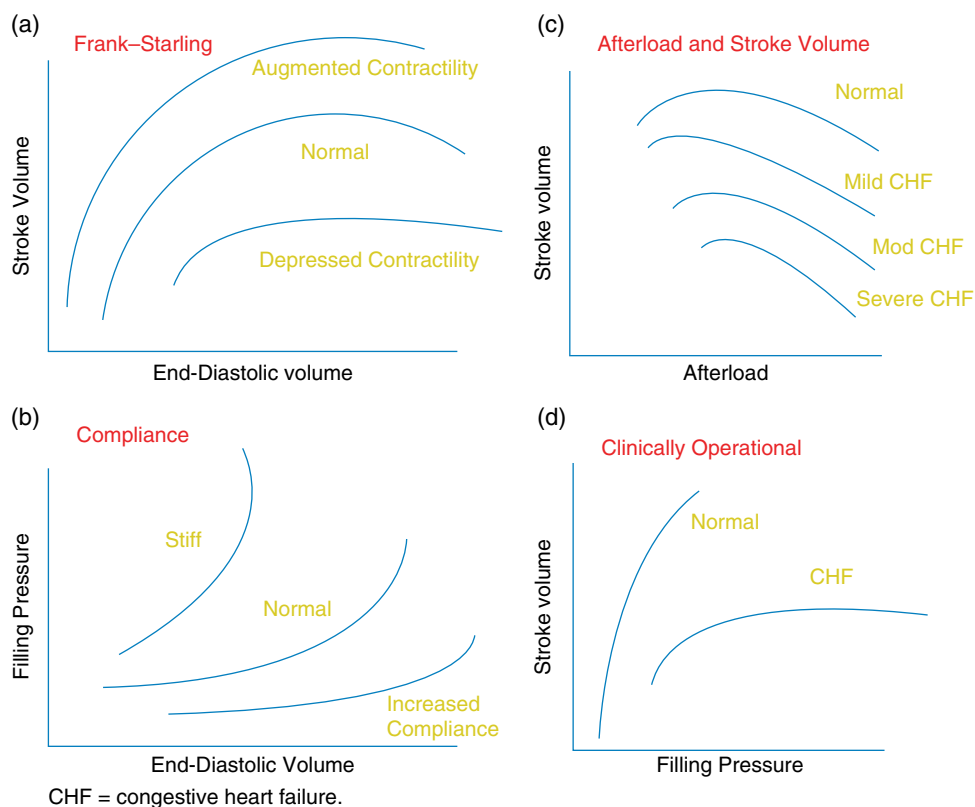 (a)
Frank–Starling
Augmented Contractility
Normal
Depressed Contractility
Stroke Volume
End-Diastolic volume
(c)
Afterload and Stroke Volume
Normal
Mild CHF
Mod CHF
Severe CHF
Stroke volume
Afterload
(b)
Compliance
Stiff
Normal
Increased
Compliance
Filling Pressure
End-Diastolic Volume
(d)
Clinically Operational
Normal
CHF
Stroke volume
Filling Pressure
CHF = congestive heart failure.